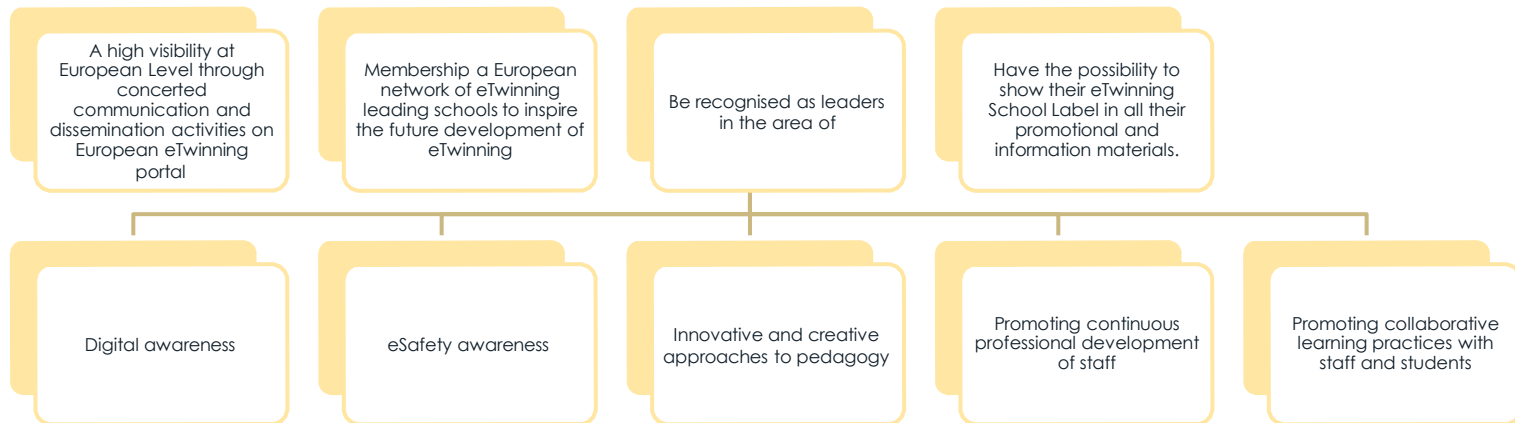 A high visibility at
European Level through
concerted
communication and
dissemination activities on
European eTwinning
portal
Membership a European
network of eTwinning
leading schools to inspire
the future development of
eTwinning
Be recognised as leaders
in the area of
Have the possibility to
show their eTwinning
School Label in all their
promotional and
information materials.
Digital awareness
eSafety awareness
Innovative and creative
approaches to pedagogy
Promoting continuous
professional development
of staff
Promoting collaborative
learning practices with
staff and students